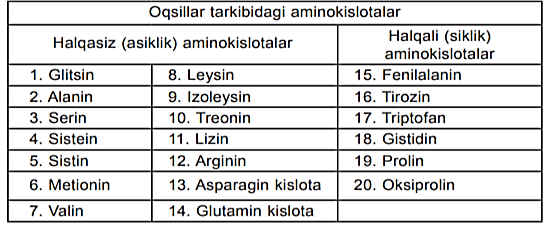 Oqsillar tarkibidagi aminokislotalar
Halqasiz (asiklik) aminokislotalar
Halqali (siklik)
aminokislotalar
1. Glitsin 8. Leysin 15. Fenilalanin
2. Alanin 9. Izoleysin 16. Tirozin
3. Serin 10. Treonin 17. Triptofan
4. Sistein 11. Lizin 18. Gistidin
5. Sistin 12. Arginin 19. Prolin
6. Metionin 13. Asparagin kislota 20. Oksiprolin
7. Valin 14. Glutamin kislota